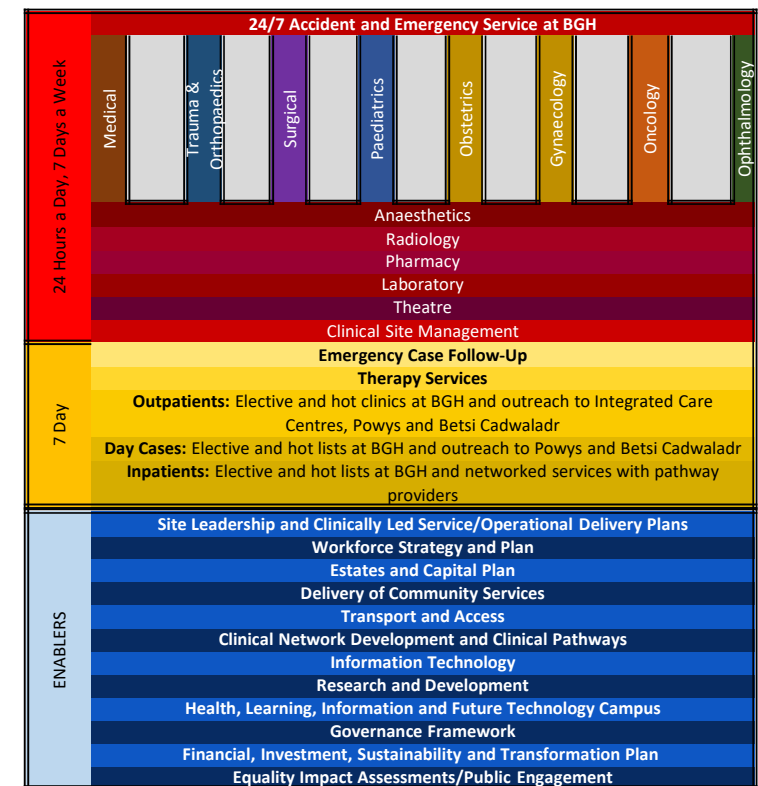 24/7 Accident and Emergency Service at BGH
24 Hours a Day, 7 Days a Week
Medical
Trauma &
Orthopaedics
Surgical
Paediatrics
Obstetrics
Gynaecology
Oncology
Ophthalmology
Anaesthetics
Radiology
Pharmacy
Laboratory
Theatre
Clinical Site Management
7 Day
Emergency Case Follow-Up
Therapy Services
Outpatients: Elective and hot clinics at BGH and outreach to Integrated Care
Centres, Powys and Betsi Cadwaladr
Day Cases: Elective and hot lists at BGH and outreach to Powys and Betsi Cadwaladr
Inpatients: Elective and hot lists at BGH and networked services with pathway
providers
ENABLERS
Site Leadership and Clinically Led Service/Operational Delivery Plans
Workforce Strategy and Plan
Estates and Capital Plan
Delivery of Community Services
Transport and Access
Clinical Network Development and Clinical Pathways
Information Technology
Research and Development
Health, Learning, Information and Future Technology Campus
Governance Framework
Financial, Investment, Sustainability and Transformation Plan
Equality Impact Assessments/Public Engagement